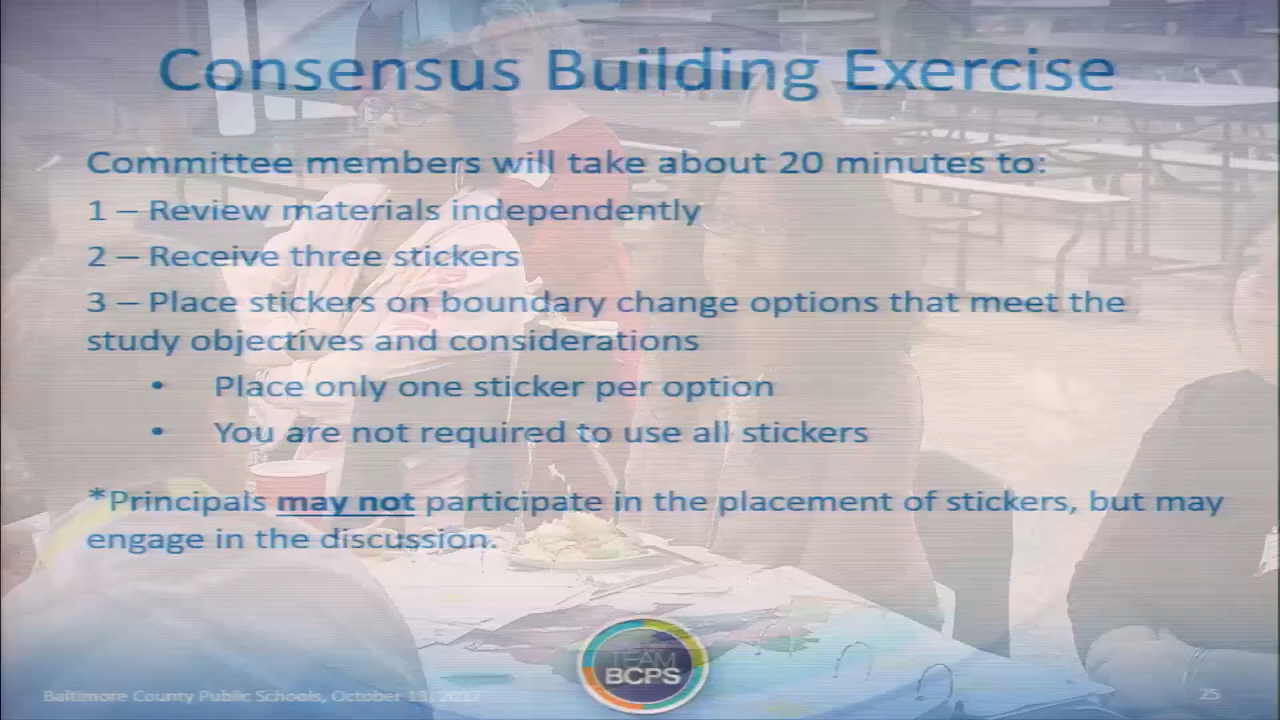 Consensus Building Exercise
Committee members will take about 20 minutes to:
1 – Review materials independently
2 – Receive three stickers
3 – Place stickers on boundary change options that meet the
study objectives and considerations
• Place only one sticker per option
• You are not required to use all stickers
*Principals may not participate in the placement of stickers, but may
engage in the discussion.
TEAM
BCPS
Baltimore County Public Schools, October 13,
25